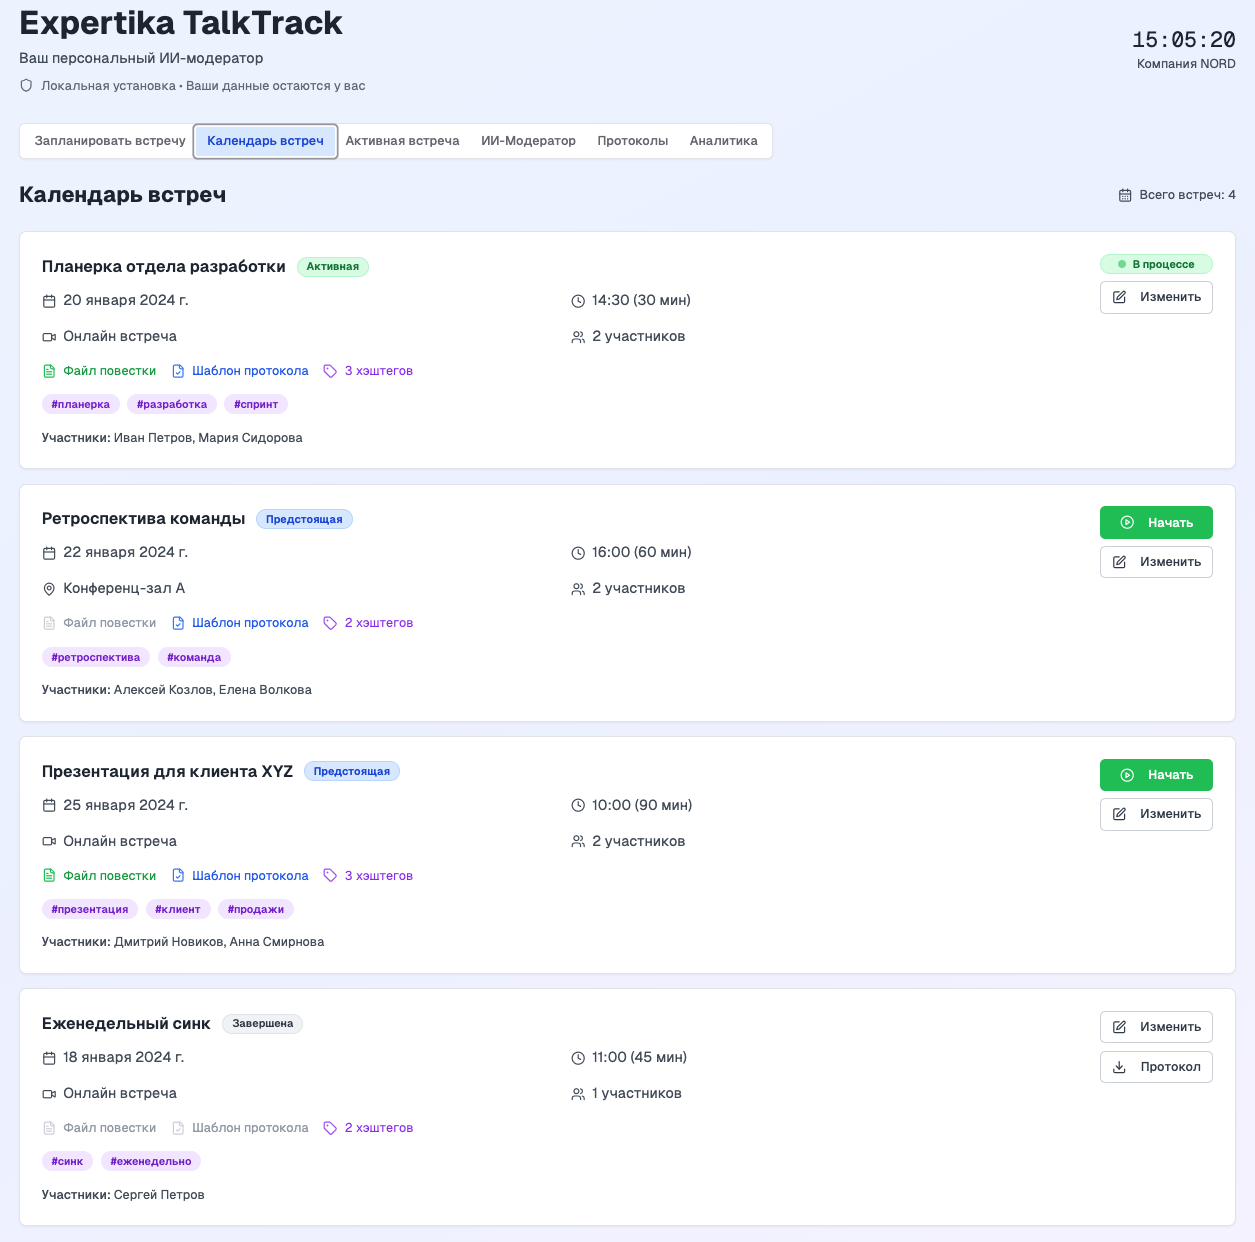 Expertika TalkTrack
Ваш персональный ИИ-модератор
Локальная установка • Ваши данные остаются у вас
15:05:20
Компания NORD
Запланировать встречу Календарь встреч Активная встреча ИИ-Модератор Протоколы Аналитика
Календарь встреч
Всего встреч: 4
Планерка отдела разработки Активная
В процессе
Изменить
20 января 2024 г. 14:30 (30 мин)
Онлайн встреча 2 участников
Файл повестки Шаблон протокола 3 хэштегов
#планерка #разработка #спринт
Участники: Иван Петров, Мария Сидорова
Ретроспектива команды Предстоящая
Начать
Изменить
22 января 2024 г. 16:00 (60 мин)
Конференц-зал А 2 участников
Файл повестки Шаблон протокола 2 хэштегов
#ретроспектива #команда
Участники: Алексей Козлов, Елена Волкова
Презентация для клиента XYZ Предстоящая
Начать
Изменить
25 января 2024 г. 10:00 (90 мин)
Онлайн встреча 2 участников
Файл повестки Шаблон протокола 3 хэштегов
#презентация #клиент #продажи
Участники: Дмитрий Новиков, Анна Смирнова
Еженедельный синк Завершена
Изменить
Протокол
18 января 2024 г. 11:00 (45 мин)
Онлайн встреча 1 участников
Файл повестки Шаблон протокола 2 хэштегов
#синк #еженедельно
Участники: Сергей Петров